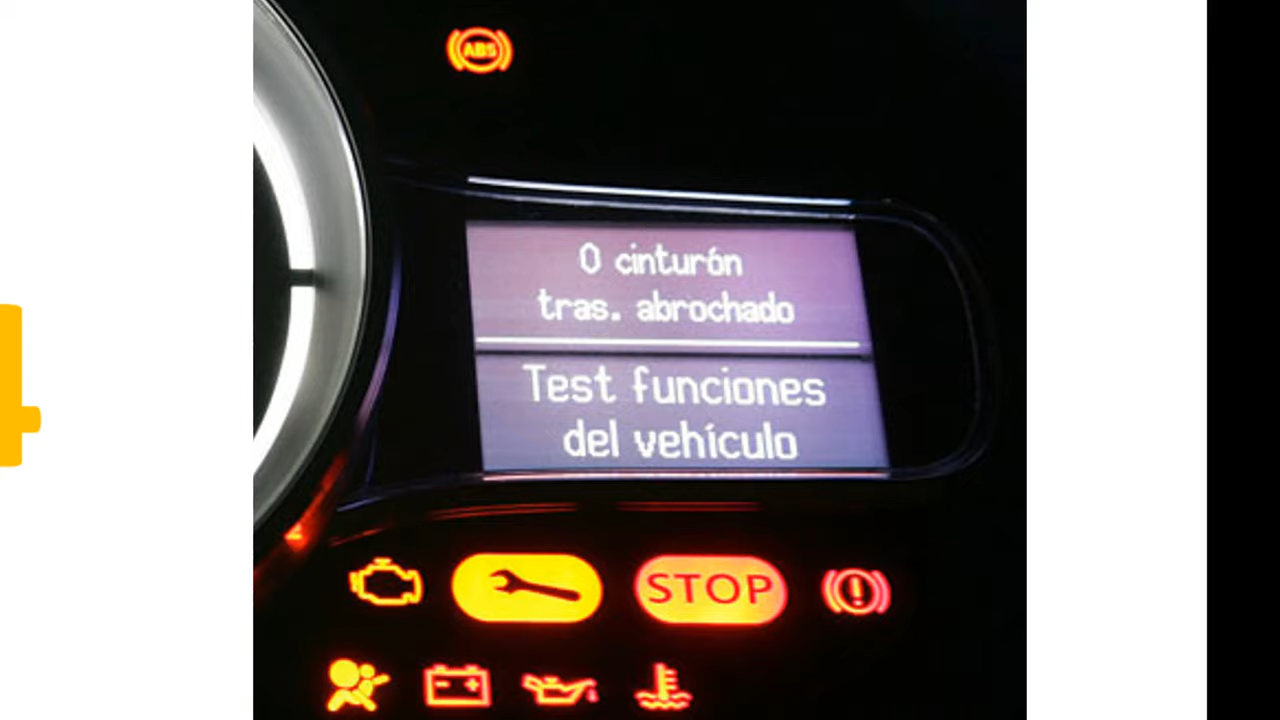 ABS
0 cinturón
tras. abrochado
Test funciones
del vehículo
STOP